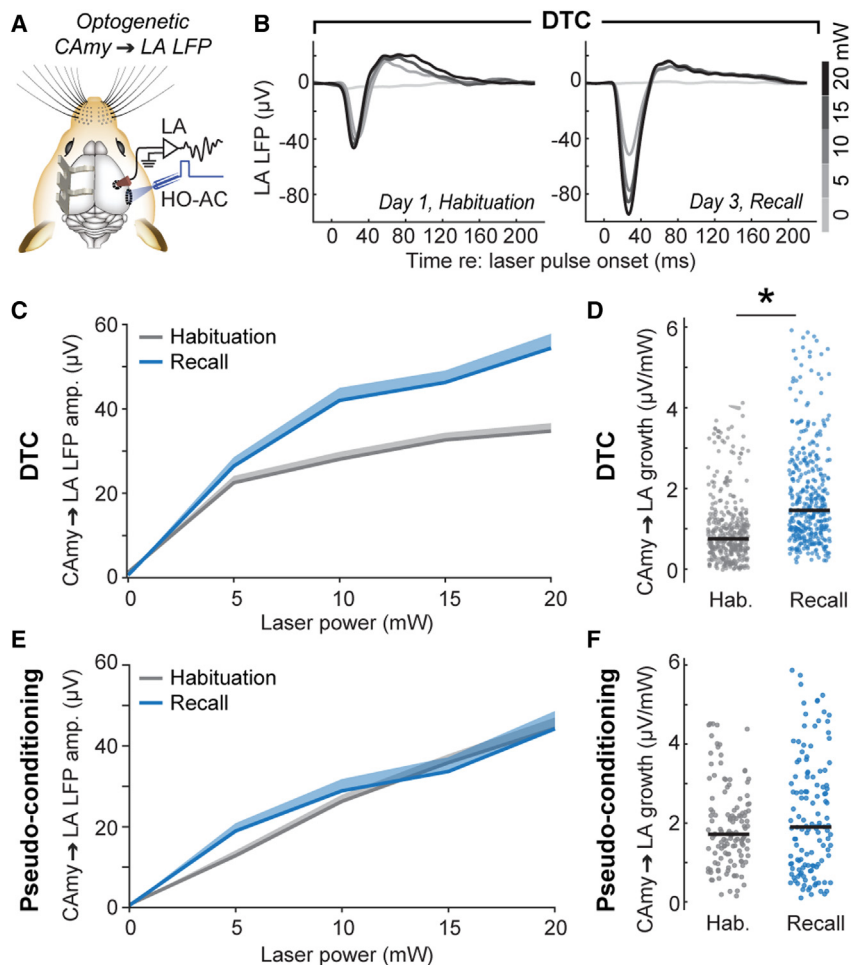 A
Optogenetic
CAmy ➔ LA LFP
LA
HO-AC
B
DTC
LA LFP (µV)
0
-40
-80
Day 1, Habituation
Day 3, Recall
0 40 80 120 160 200
0 40 80 120 160 200
Time re: laser pulse onset (ms)
20 mW
15
10
5
0
C
DTC
CAmy ➔ LA LFP amp. (µV)
60
40
20
0
Habituation
Recall
0 5 10 15 20
Laser power (mW)
D
*
DTC
CAmy ➔ LA growth (µV/mW)
6
4
2
0
Hab. Recall
E
Pseudo-conditioning
CAmy ➔ LA LFP amp. (µV)
60
40
20
0
Habituation
Recall
0 5 10 15 20
Laser power (mW)
F
Pseudo-conditioning
CAmy ➔ LA growth (µV/mW)
6
4
2
0
Hab. Recall